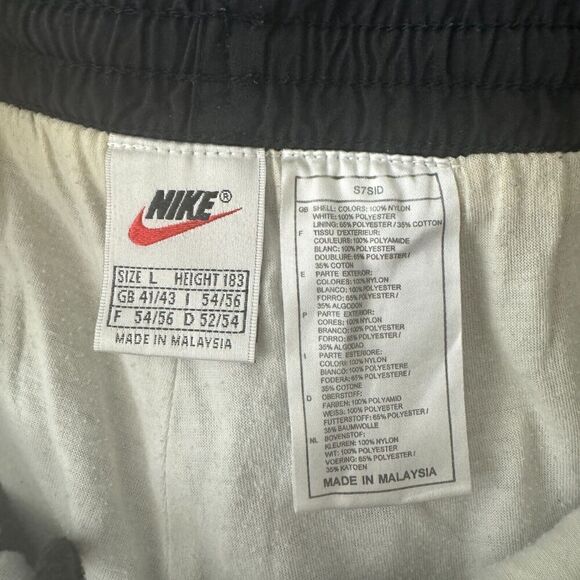 NIKE®
SIZE L HEIGHT 183
GB 41/43 I 54/56
F 54/56 D 52/54
MADE IN MALAYSIA
S7SID
GB SHELL: COLORS: 100% NYLON
WHITE: 100% POLYESTER
LINING: 65% POLYESTER / 35% COTTON
F TISSU D'EXTERIEUR:
COULEURS: 100% POLYAMIDE
BLANC: 100% POLYESTER
DOUBLURE: 65% POLYESTER /
35% COTON
E PARTE EXTERIOR:
COLORES: 100% NYLON
BLANCO: 100% POLYESTER
FORRO: 65% POLYESTER /
35% ALGODON
P PARTE EXTERIOR:
CORES: 100% NYLON
BRANCO: 100% POLYESTER
FORRO: 65% POLYESTER /
35% ALGODAO
I PARTE ESTERIORE:
COLORI: 100% NYLON
BIANCO: 100% POLIESTERE
FODERA: 65% POLYESTERE /
35% COTONE
D OBERSTOFF:
FARBEN: 100% POLYAMID
WEISS: 100% POLYESTER
FUTTERSTOFF: 65% POLYESTER /
35% BAUMWOLLE
NL BOVENSTOF:
KLEUREN: 100% NYLON
WIT: 100% POLYESTER
VOERING: 65% POLYESTER /
35% KATOEN
MADE IN MALAYSIA